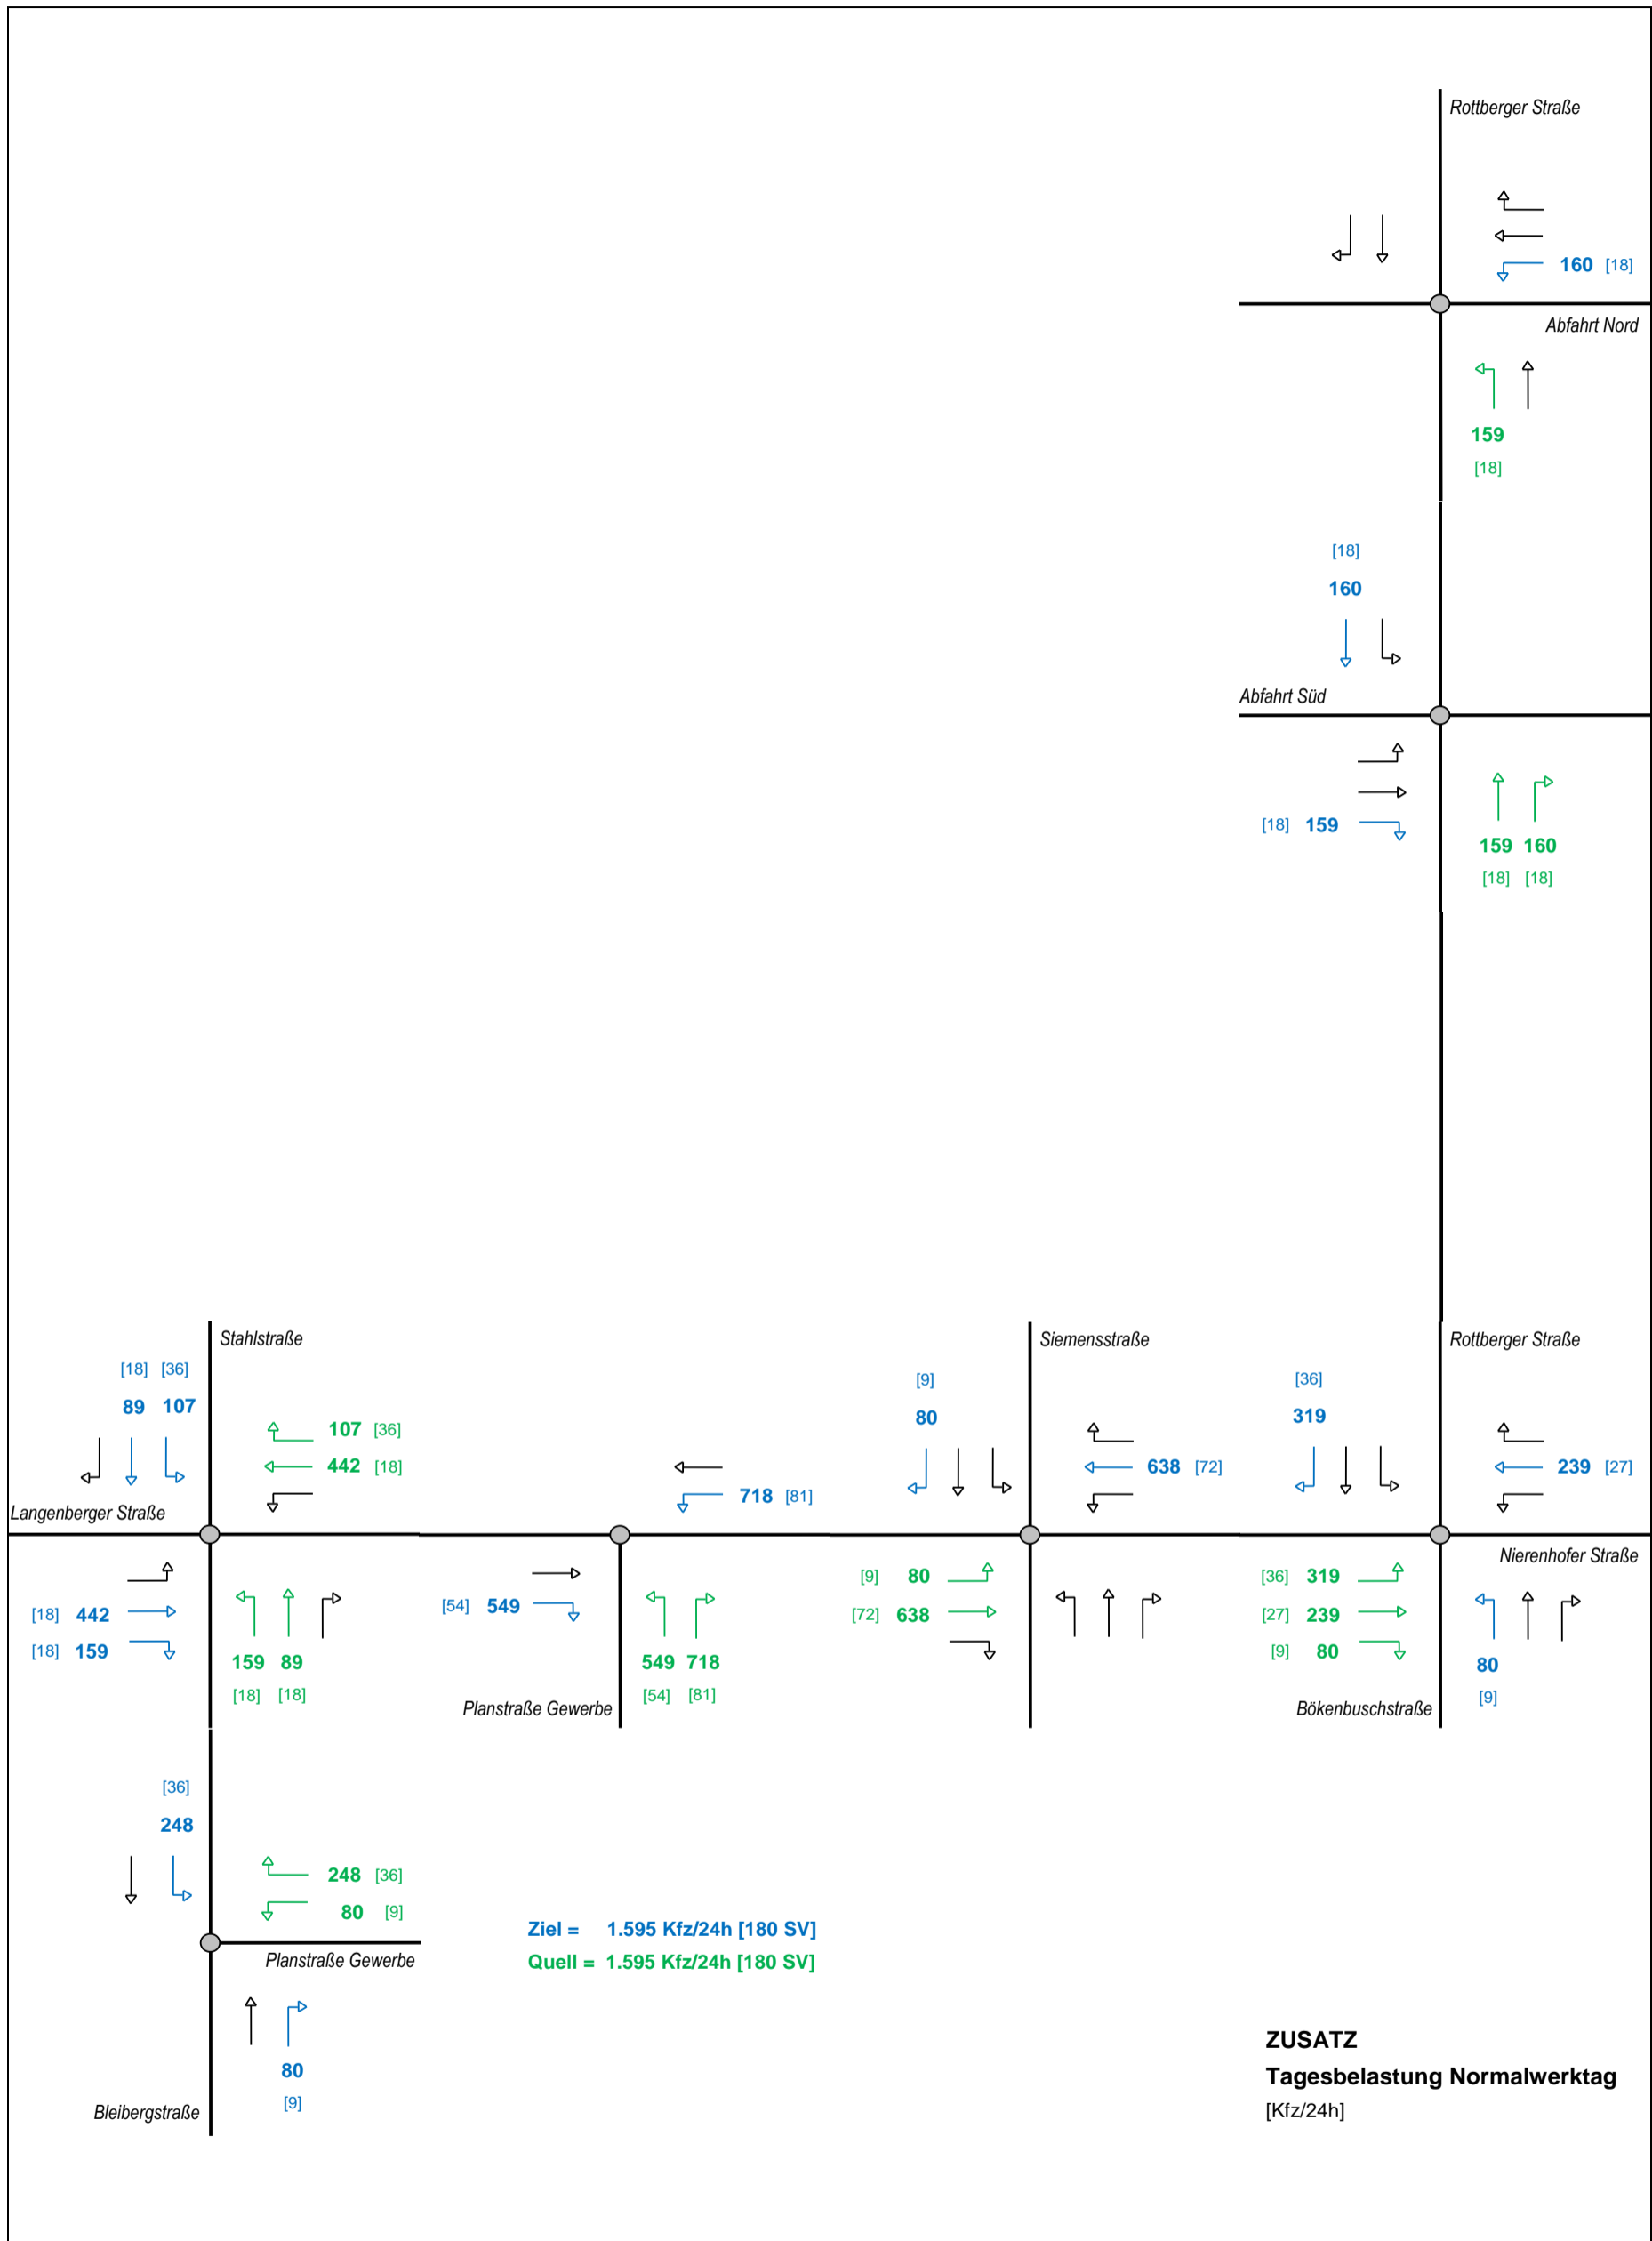 Rottberger Straße
160 [18]
Abfahrt Nord
159
[18]
[18]
160
Abfahrt Süd
[18] 159
159 160
[18] [18]
Stahlstraße
Siemensstraße
Rottberger Straße
[18] [36]
89 107
107 [36]
442 [18]
718 [81]
[9]
80
638 [72]
[36]
319
239 [27]
Langenberger Straße
Nierenhofer Straße
[18] 442
[18] 159
159 89
[18] [18]
[54] 549
549 718
[54] [81]
Planstraße Gewerbe
[9] 80
[72] 638
[36] 319
[27] 239
[9] 80
80
[9]
Bökenbuschstraße
[36]
248
248 [36]
80 [9]
Planstraße Gewerbe
Ziel = 1.595 Kfz/24h [180 SV]
Quell = 1.595 Kfz/24h [180 SV]
80
[9]
Bleibergstraße
ZUSATZ
Tagesbelastung Normalwerktag
[Kfz/24h]